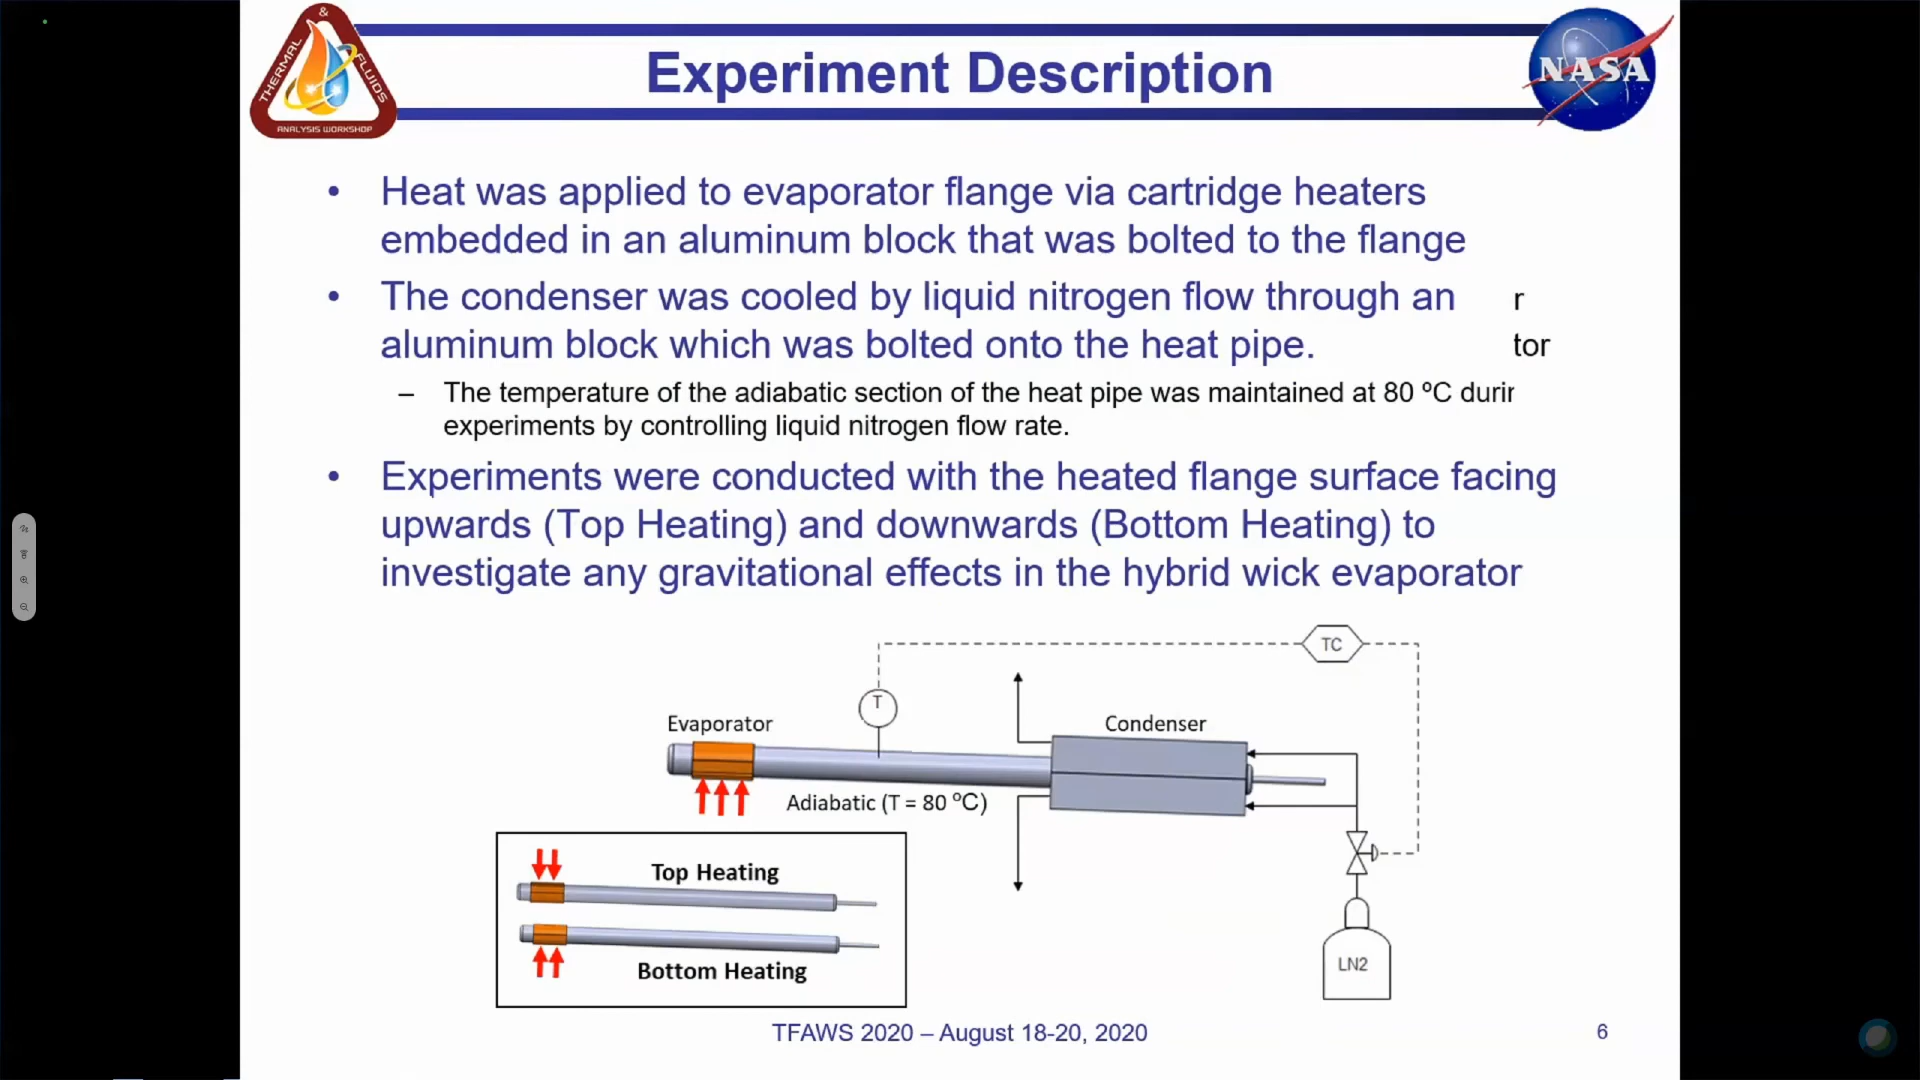 &
THERMAL
FLUIDS
ANALYSIS WORKSHOP
Experiment Description
NASA
• Heat was applied to evaporator flange via cartridge heaters
embedded in an aluminum block that was bolted to the flange
• The condenser was cooled by liquid nitrogen flow through an
r
aluminum block which was bolted onto the heat pipe.
tor
– The temperature of the adiabatic section of the heat pipe was maintained at 80 ºC durin
experiments by controlling liquid nitrogen flow rate.
• Experiments were conducted with the heated flange surface facing
upwards (Top Heating) and downwards (Bottom Heating) to
investigate any gravitational effects in the hybrid wick evaporator
TC
T
Evaporator
Condenser
Adiabatic (T = 80 ºC)
Top Heating
Bottom Heating
LN2
TFAWS 2020 – August 18-20, 2020
6